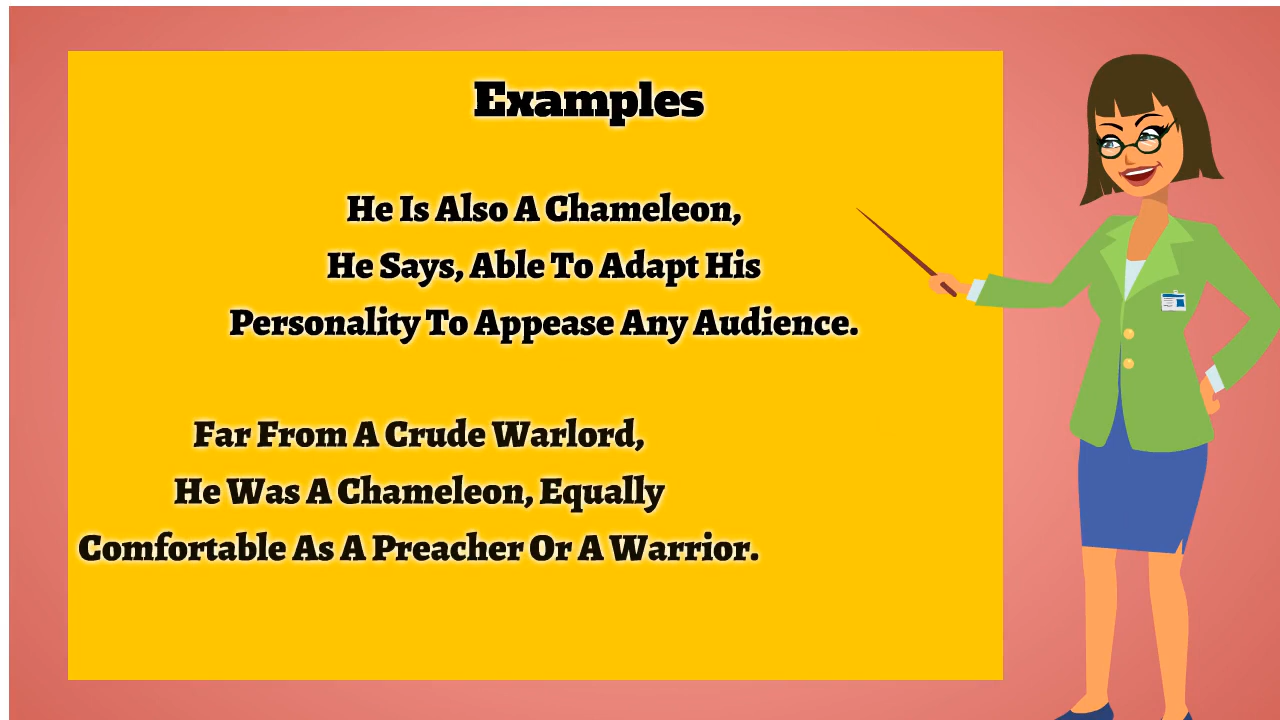 Examples
He Is Also A Chameleon,
He Says, Able To Adapt His
Personality To Appease Any Audience.
Far From A Crude Warlord,
He Was A Chameleon, Equally
Comfortable As A Preacher Or A Warrior.